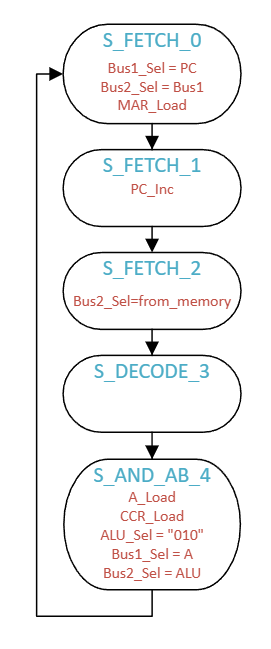 S_FETCH_0
Bus1_Sel = PC
Bus2_Sel = Bus1
MAR_Load
S_FETCH_1
PC_Inc
S_FETCH_2
Bus2_Sel=from_memory
S_DECODE_3
S_AND_AB_4
A_Load
CCR_Load
ALU_Sel = "010"
Bus1_Sel = A
Bus2_Sel = ALU